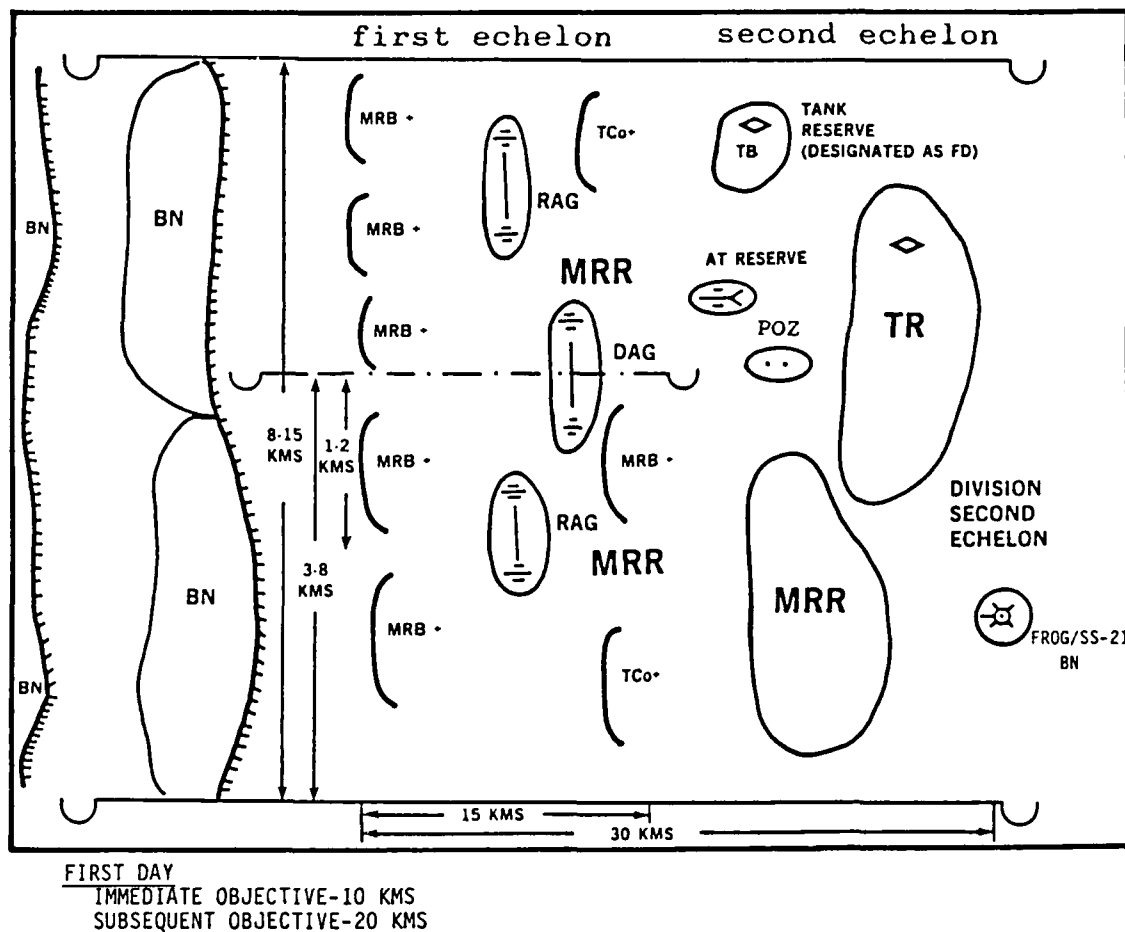 first echelon
second echelon
MRB +
TCo+
TB
TANK
RESERVE
(DESIGNATED AS FD)
RAG
BN
BN
MRB +
MRR
AT RESERVE
TR
MRB +
DAG
POZ
8-15
KMS
1-2
KMS
MRB +
MRB +
RAG
DIVISION
SECOND
ECHELON
3-8
KMS
MRR
BN
MRR
MRB +
FROG/SS-21
BN
BN
TCo+
15 KMS
30 KMS
FIRST DAY
IMMEDIATE OBJECTIVE-10 KMS
SUBSEQUENT OBJECTIVE-20 KMS